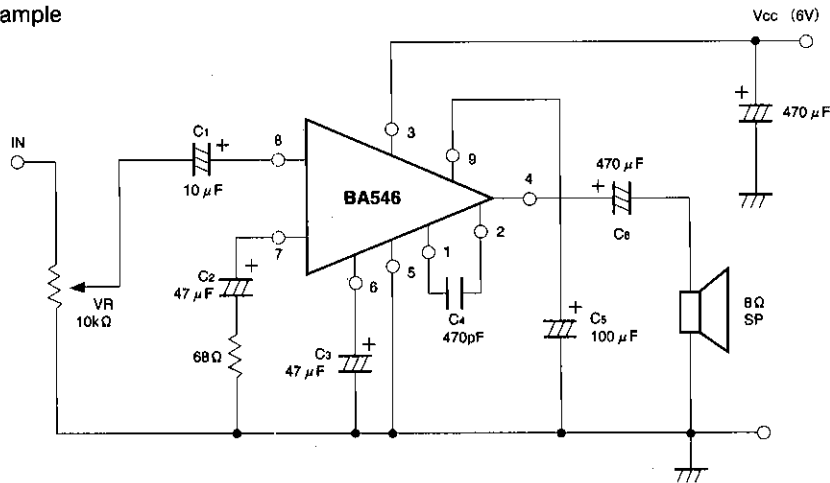 ample
Vcc (6V)
IN
C1
+
10 μF
8
3
9
+
470 μF
BA546
470 μF
4
+
C6
7
C2
+
47 μF
68Ω
VR
10kΩ
6
5
1
2
C3
+
47 μF
C4
470pF
+
C5
100 μF
8Ω
SP